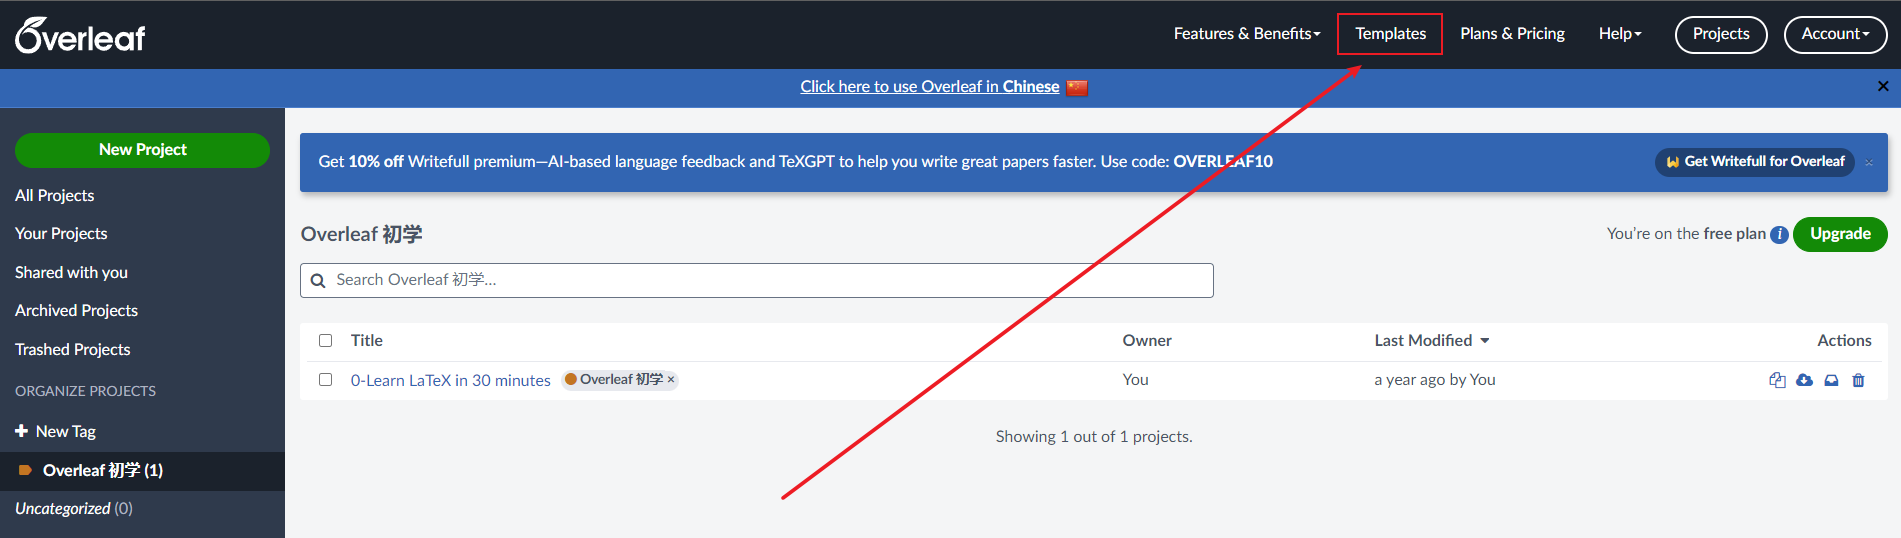 Overleaf
Features & Benefits Templates Plans & Pricing Help Projects Account
Click here to use Overleaf in Chinese
New Project
Get 10% off Writefull premium—AI-based language feedback and TeXGPT to help you write great papers faster. Use code: OVERLEAF10 Get Writefull for Overleaf ×
All Projects
Your Projects
Shared with you
Archived Projects
Trashed Projects
ORGANIZE PROJECTS
New Tag
Overleaf 初学 (1)
Uncategorized (0)
Overleaf 初学
You're on the free plan i Upgrade
Search Overleaf 初学...
Title Owner Last Modified Actions
0-Learn LaTeX in 30 minutes Overleaf 初学 × You a year ago by You
Showing 1 out of 1 projects.